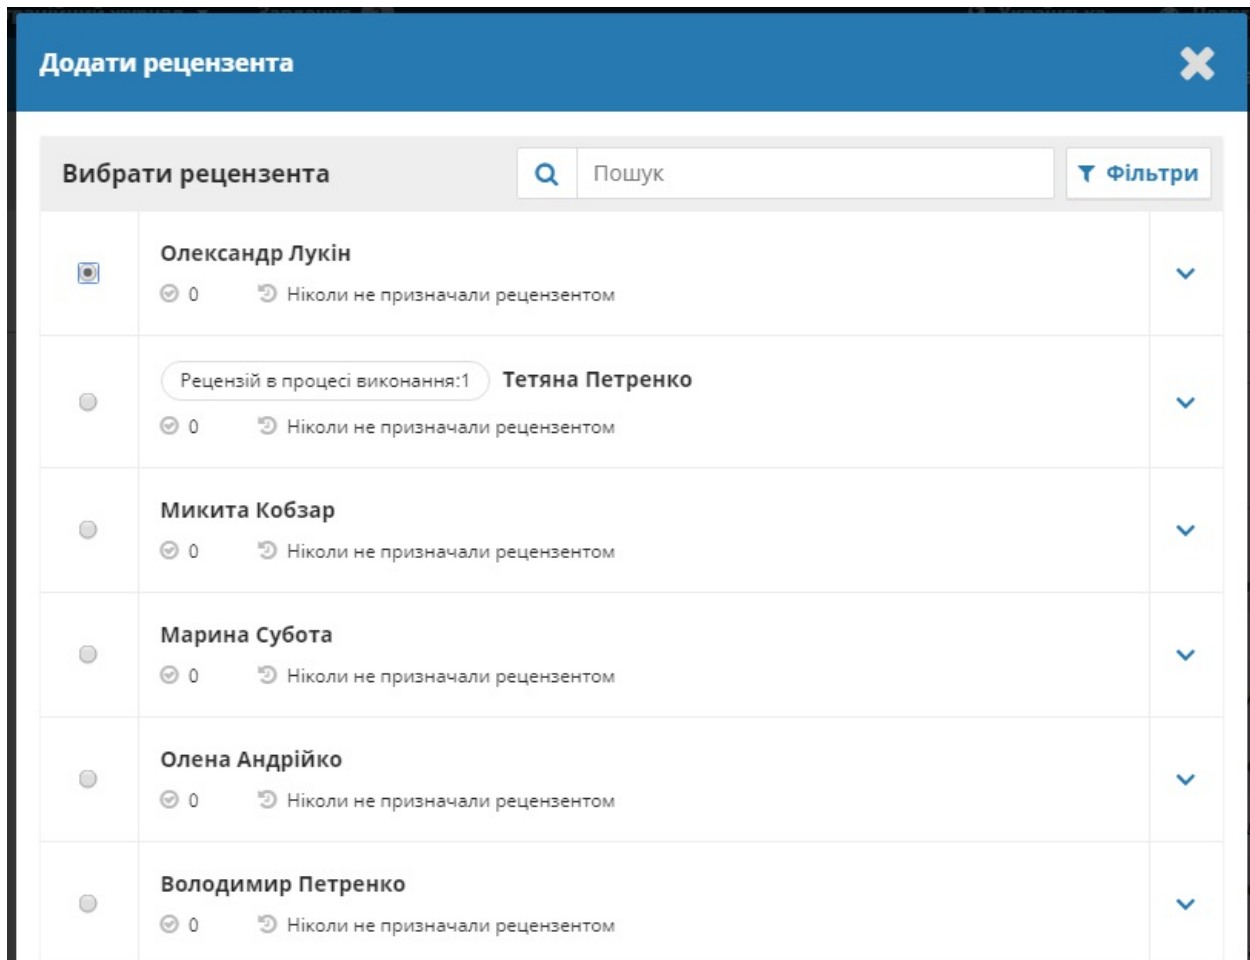 Додати рецензента
Вибрати рецензента Пошук Фільтри
Олександр Лукін
0 Ніколи не призначали рецензентом
Рецензій в процесі виконання:1 Тетяна Петренко
0 Ніколи не призначали рецензентом
Микита Кобзар
0 Ніколи не призначали рецензентом
Марина Субота
0 Ніколи не призначали рецензентом
Олена Андрійко
0 Ніколи не призначали рецензентом
Володимир Петренко
0 Ніколи не призначали рецензентом